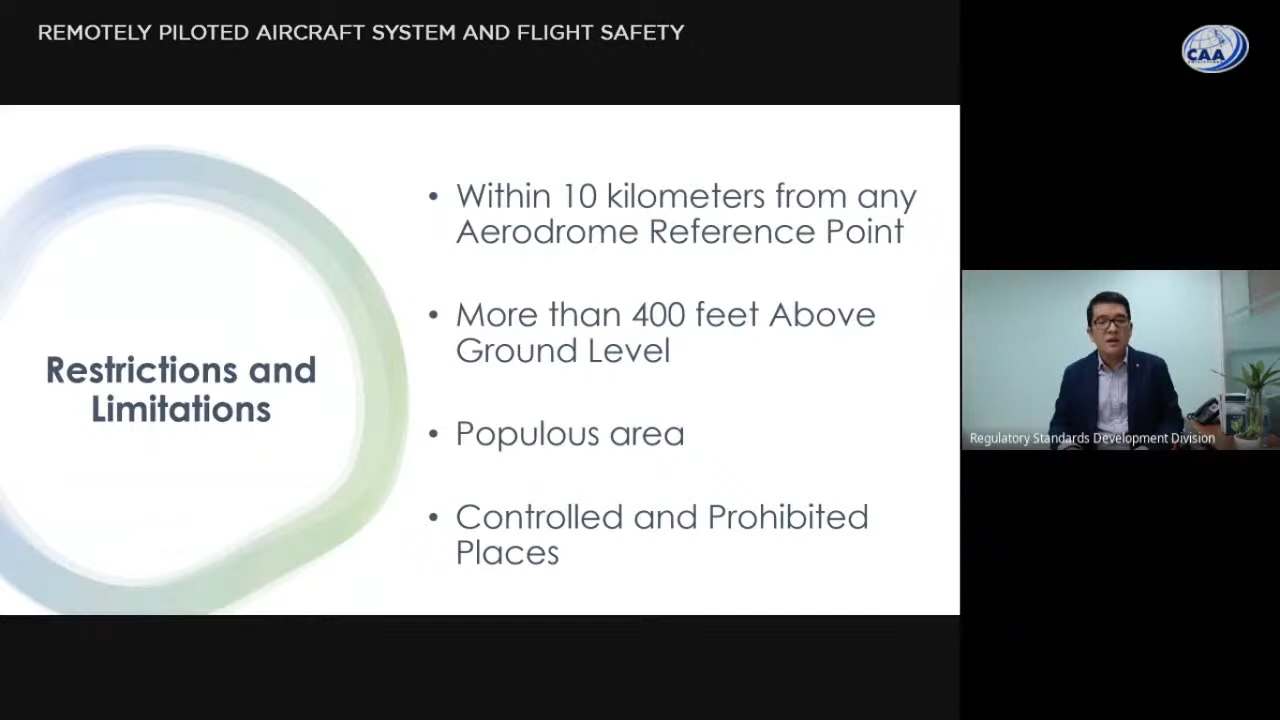 REMOTELY PILOTED AIRCRAFT SYSTEM AND FLIGHT SAFETY
CAA
Restrictions and
Limitations
• Within 10 kilometers from any
Aerodrome Reference Point
• More than 400 feet Above
Ground Level
• Populous area
• Controlled and Prohibited
Places
Regulatory Standards Development Division